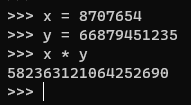 >>> x = 8707654
>>> y = 66879451235
>>> x * y
582363121064252690
>>>